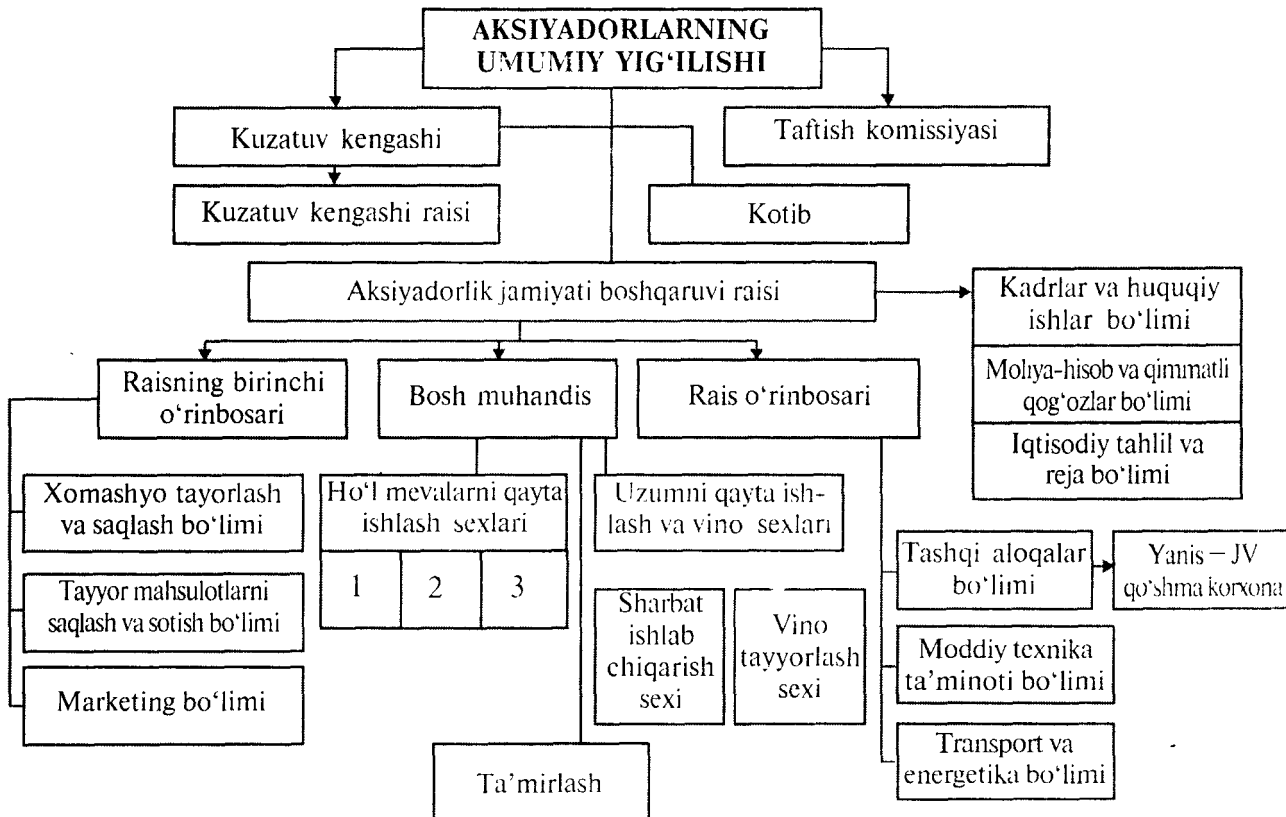 AKSIYADORLARNING
UMUMIY YIG‘ILISHI
Kuzatuv kengashi
Taftish komissiyasi
Kuzatuv kengashi raisi
Kotib
Aksiyadorlik jamiyati boshqaruvi raisi
Kadrlar va huquqiy
ishlar bo‘limi
Moliya-hisob va qimmatli
qog‘ozlar bo‘limi
Iqtisodiy tahlil va
reja bo‘limi
Raisning birinchi
o‘rinbosari
Bosh muhandis
Rais o‘rinbosari
Xomashyo tayorlash
va saqlash bo‘limi
Tayyor mahsulotlarni
saqlash va sotish bo‘limi
Marketing bo‘limi
Ho‘l mevalarni qayta
ishlash sexlari
1 2 3
Uzumni qayta ish-
lash va vino sexlari
Sharbat
ishlab
chiqarish
sexi
Vino
tayyorlash
sexi
Ta’mirlash
Tashqi aloqalar
bo‘limi
Yanis – JV
qo‘shma korxona
Moddiy texnika
ta’minoti bo‘limi
Transport va
energetika bo‘limi